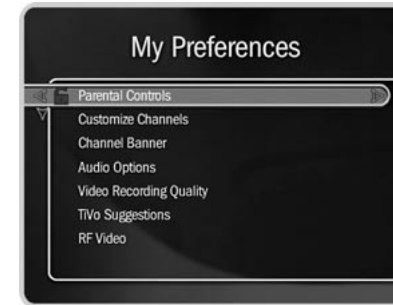 My Preferences
Parental Controls
Customize Channels
Channel Banner
Audio Options
Video Recording Quality
TiVo Suggestions
RF Video